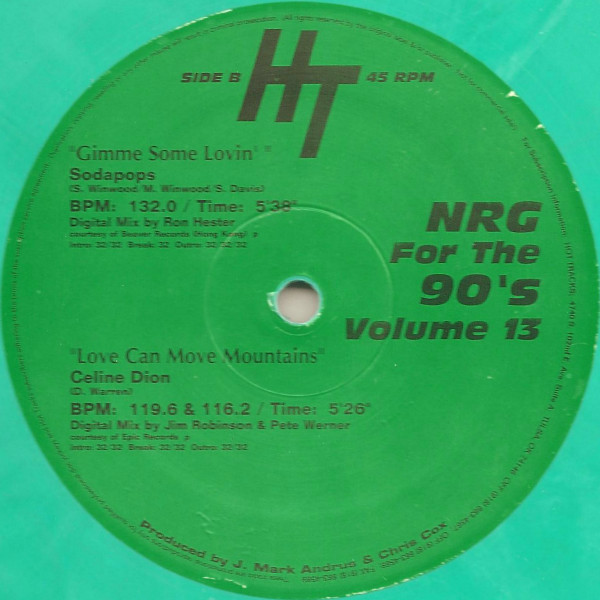 SIDE B HT 45 RPM
"Gimme Some Lovin' "
Sodapops
(S. Winwood/M. Winwood/S. Davis)
BPM: 132.0 / Time: 5'38"
Digital Mix by Ron Hester
courtesy of Beaver Records (Hong Kong) p
Intro: 32/32 Break: 32 Outro: 32/32/32
NRG
For The
90's
Volume 13
"Love Can Move Mountains"
Celine Dion
(D. Warren)
BPM: 119.6 & 116.2 / Time: 5'26"
Digital Mix by Jim Robinson & Pete Werner
courtesy of Epic Records p
Intro: 32/32 Break: 32/32 Outro: 32/32
Produced by J. Mark Andrus & Chris Cox